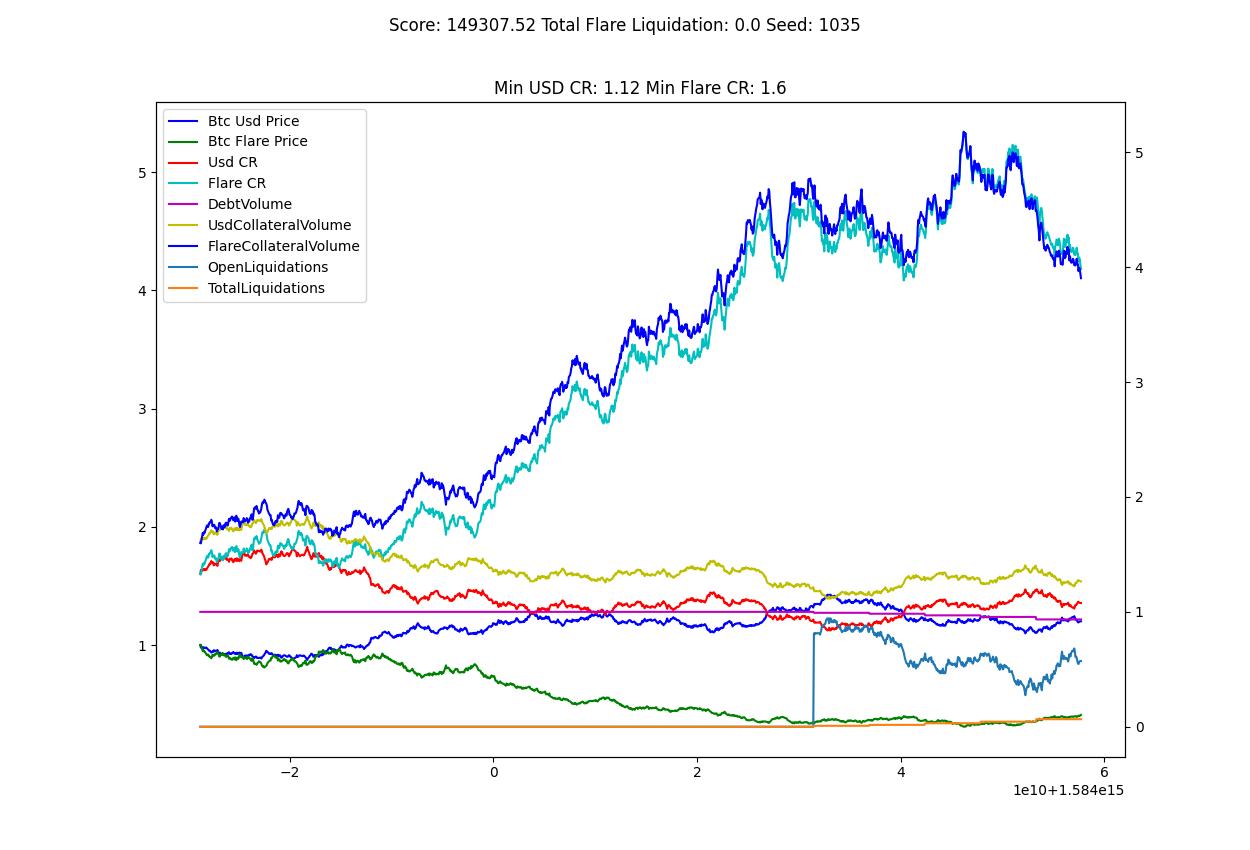 Score: 149307.52 Total Flare Liquidation: 0.0 Seed: 1035
Min USD CR: 1.12 Min Flare CR: 1.6
Btc Usd Price
Btc Flare Price
Usd CR
Flare CR
DebtVolume
UsdCollateralVolume
FlareCollateralVolume
OpenLiquidations
TotalLiquidations
5
4
3
2
1
5
4
3
2
1
0
−2
0
2
4
6
1e10+1.584e15